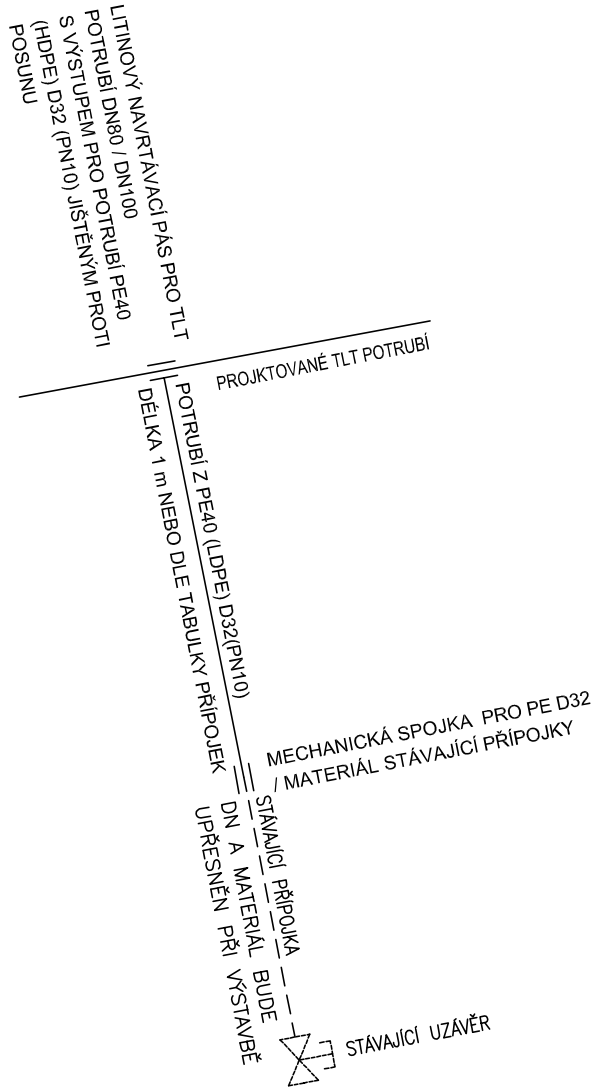 LITINOVÝ NAVRTÁVACÍ PÁS PRO TLT
POTRUBÍ DN80 / DN100
S VÝSTUPEM PRO POTRUBÍ PE40
(HDPE) D32 (PN10) JIŠTĚNÝM PROTI
POSUNU
PROJKTOVANÉ TLT POTRUBÍ
POTRUBÍ Z PE40 (LDPE) D32(PN10)
DÉLKA 1 m NEBO DLE TABULKY PŘÍPOJEK
MECHANICKÁ SPOJKA PRO PE D32
/ MATERIÁL STÁVAJÍCÍ PŘÍPOJKY
STÁVAJÍCÍ PŘÍPOJKA
DN A MATERIÁL BUDE
UPŘESNĚN PŘI VÝSTAVBĚ
STÁVAJÍCÍ UZÁVĚR